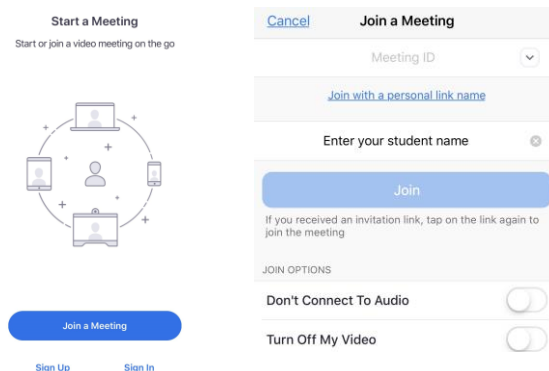 Start a Meeting
Start or join a video meeting on the go
Join a Meeting
Sign Up
Sign In
Cancel
Join a Meeting
Meeting ID
Join with a personal link name
Enter your student name
Join
If you received an invitation link, tap on the link again to
join the meeting
JOIN OPTIONS
Don't Connect To Audio
Turn Off My Video